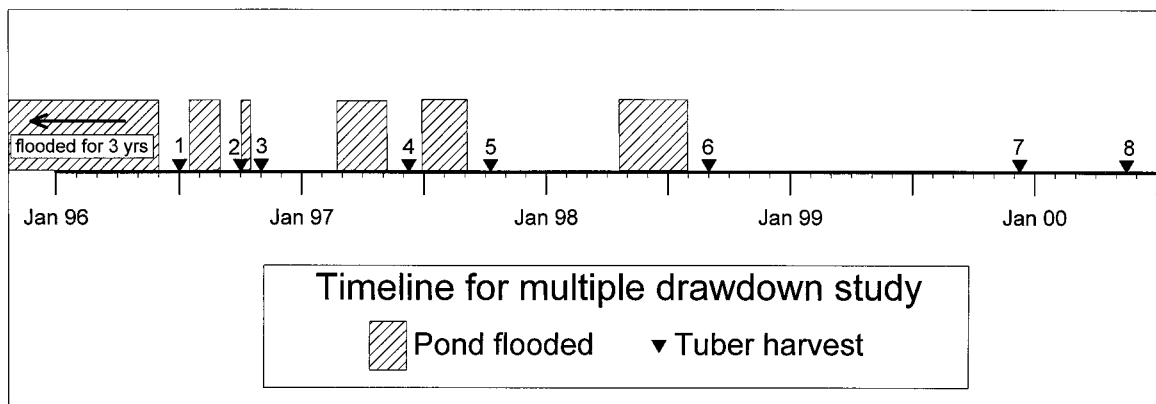 1 2 3 4 5 6 7 8
flooded for 3 yrs
Jan 96 Jan 97 Jan 98 Jan 99 Jan 00
Timeline for multiple drawdown study
Pond flooded Tuber harvest